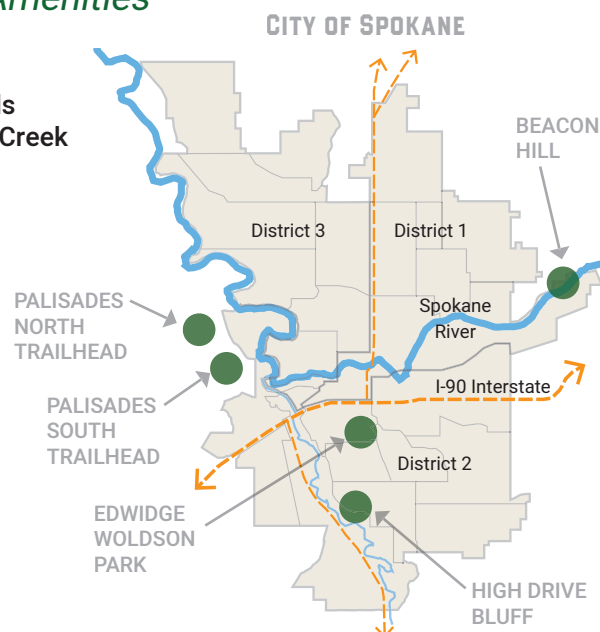 Amenities
CITY OF SPOKANE
Creek
BEACON
HILL
District 3
District 1
Spokane
River
PALISADES
NORTH
TRAILHEAD
I-90 Interstate
PALISADES
SOUTH
TRAILHEAD
District 2
EDWIDGE
WOLDSON
PARK
HIGH DRIVE
BLUFF